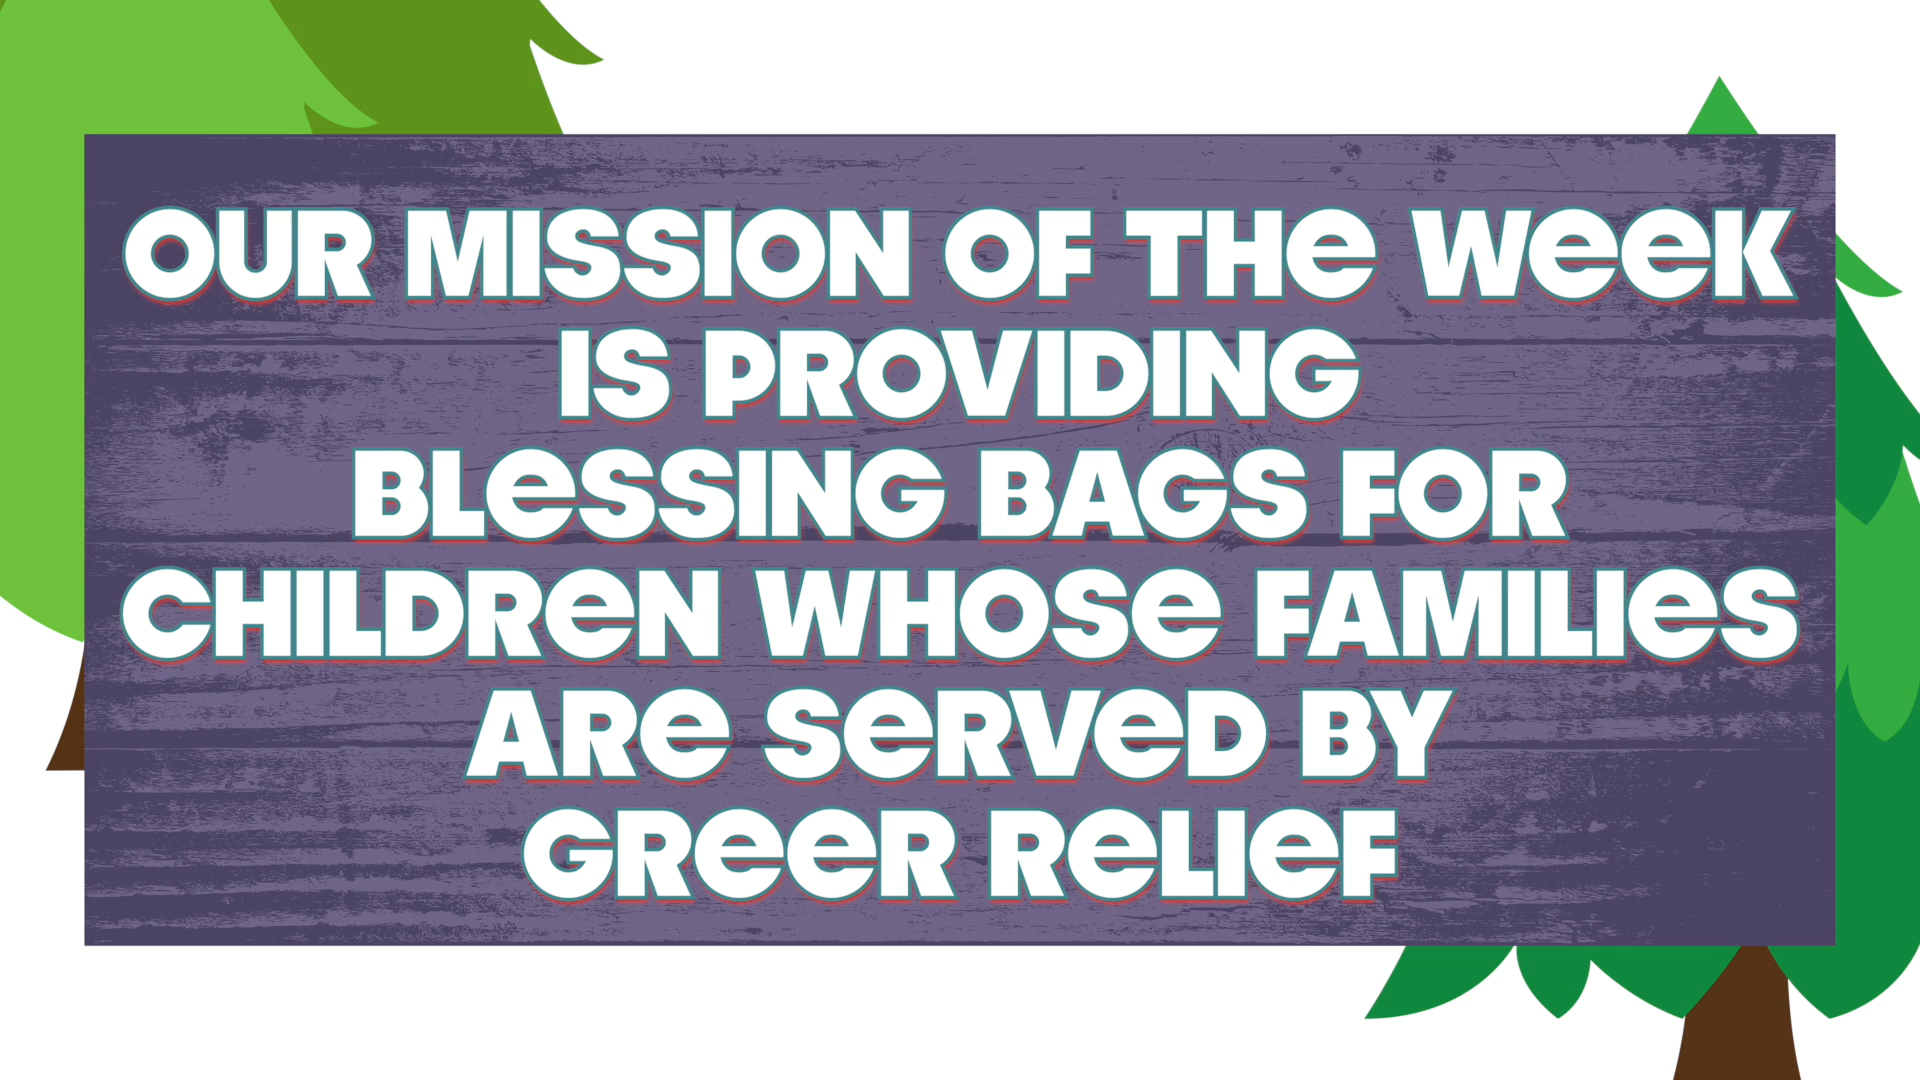 OUR MISSION OF THe WeeK
IS PROVIDING
BLeSSING BAGS FOR
CHILDReN WHOSe FAMILIeS
ARe SeRVeD BY
GReeR ReLIeF